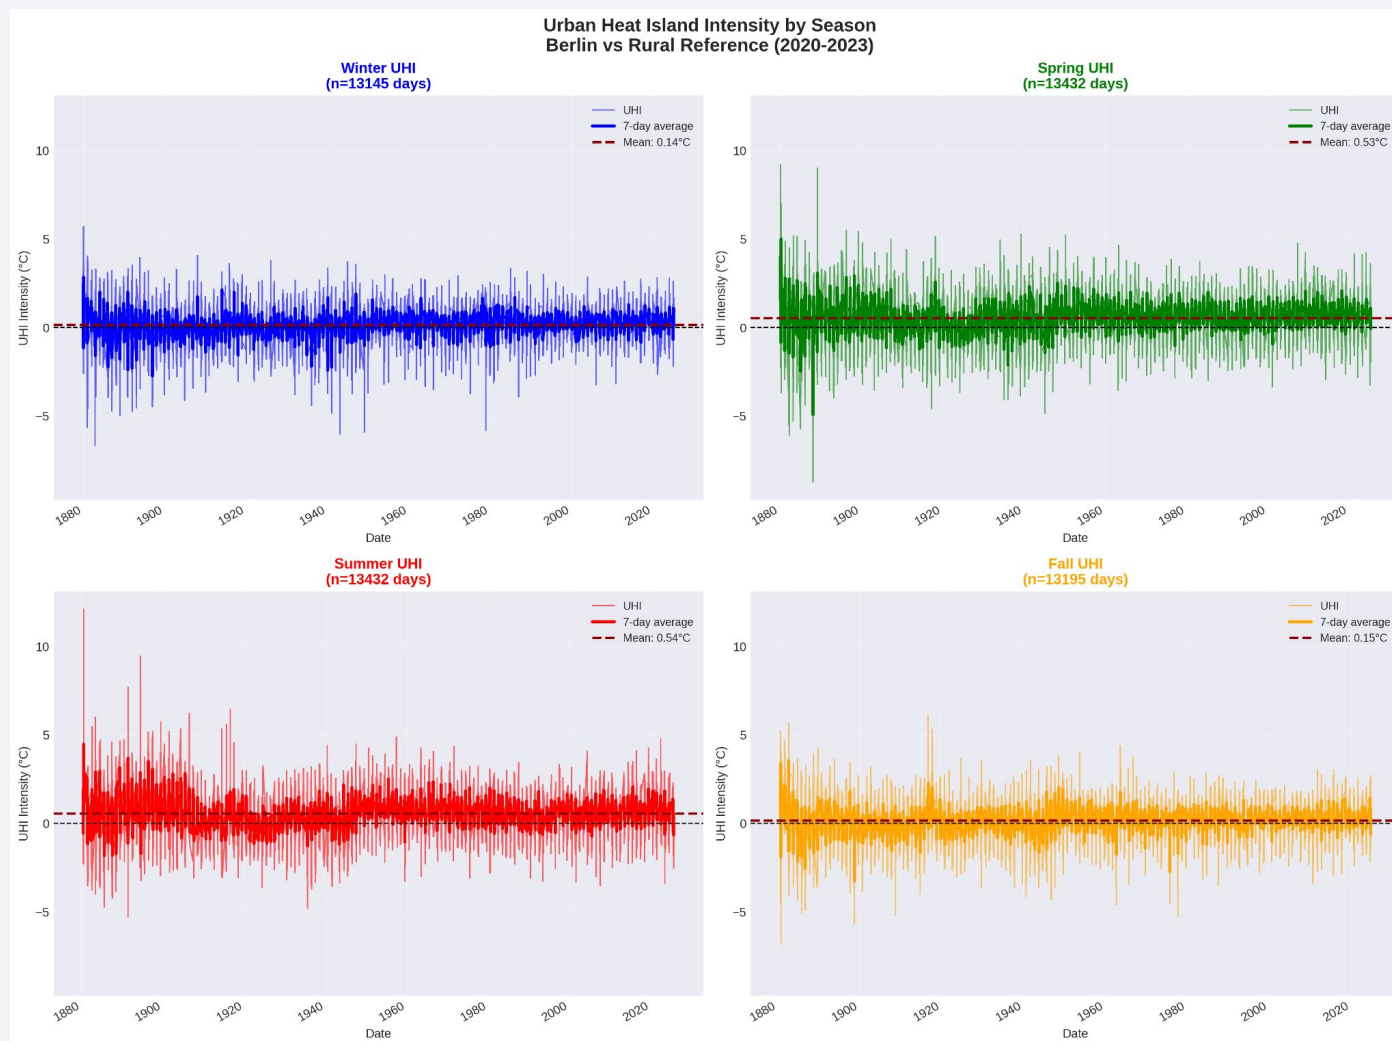 Urban Heat Island Intensity by Season
Berlin vs Rural Reference (2020-2023)
Winter UHI
(n=13145 days)
UHI
7-day average
Mean: 0.14°C
10
5
0
−5
UHI Intensity (°C)
1880
1900
1920
1940
1960
1980
2000
2020
Date
Spring UHI
(n=13432 days)
UHI
7-day average
Mean: 0.53°C
10
5
0
−5
UHI Intensity (°C)
1880
1900
1920
1940
1960
1980
2000
2020
Date
Summer UHI
(n=13432 days)
UHI
7-day average
Mean: 0.54°C
10
5
0
−5
UHI Intensity (°C)
1880
1900
1920
1940
1960
1980
2000
2020
Date
Fall UHI
(n=13195 days)
UHI
7-day average
Mean: 0.15°C
10
5
0
−5
UHI Intensity (°C)
1880
1900
1920
1940
1960
1980
2000
2020
Date